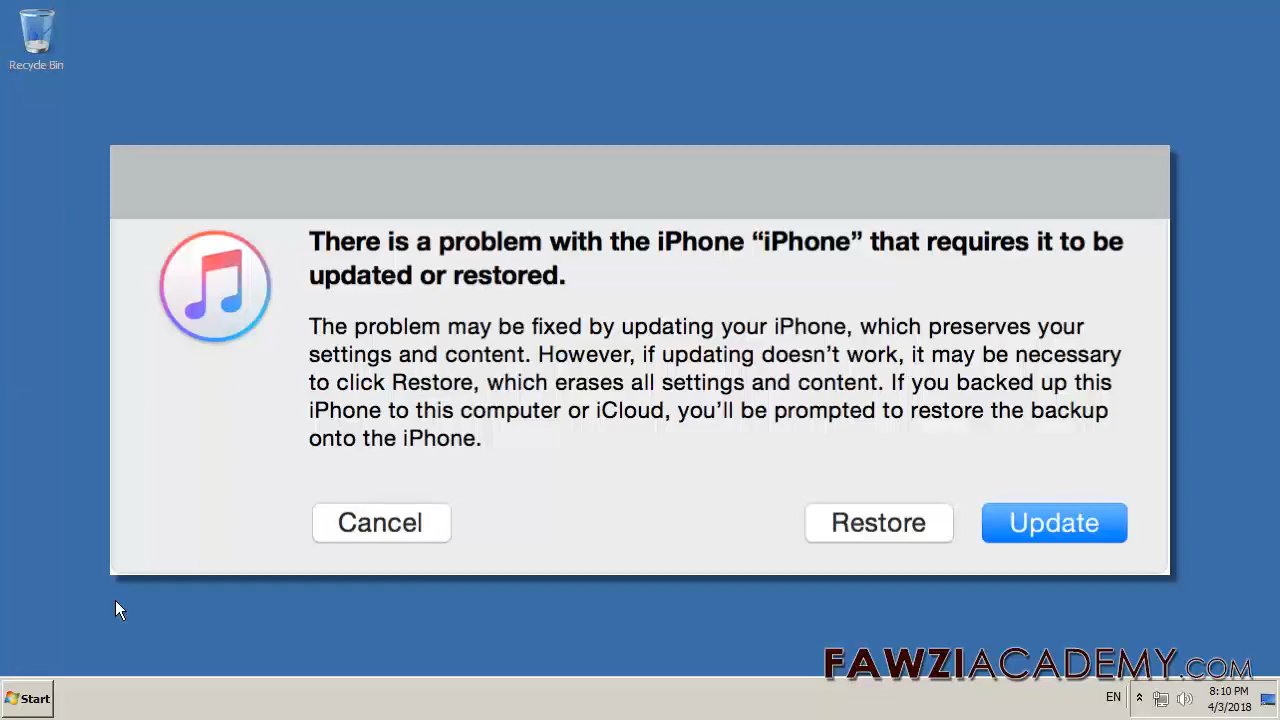 Recycle Bin
There is a problem with the iPhone “iPhone” that requires it to be
updated or restored.
The problem may be fixed by updating your iPhone, which preserves your
settings and content. However, if updating doesn’t work, it may be necessary
to click Restore, which erases all settings and content. If you backed up this
iPhone to this computer or iCloud, you’ll be prompted to restore the backup
onto the iPhone.
Cancel Restore Update
FAWZIACADEMY.COM
Start EN 8:10 PM
4/3/2018